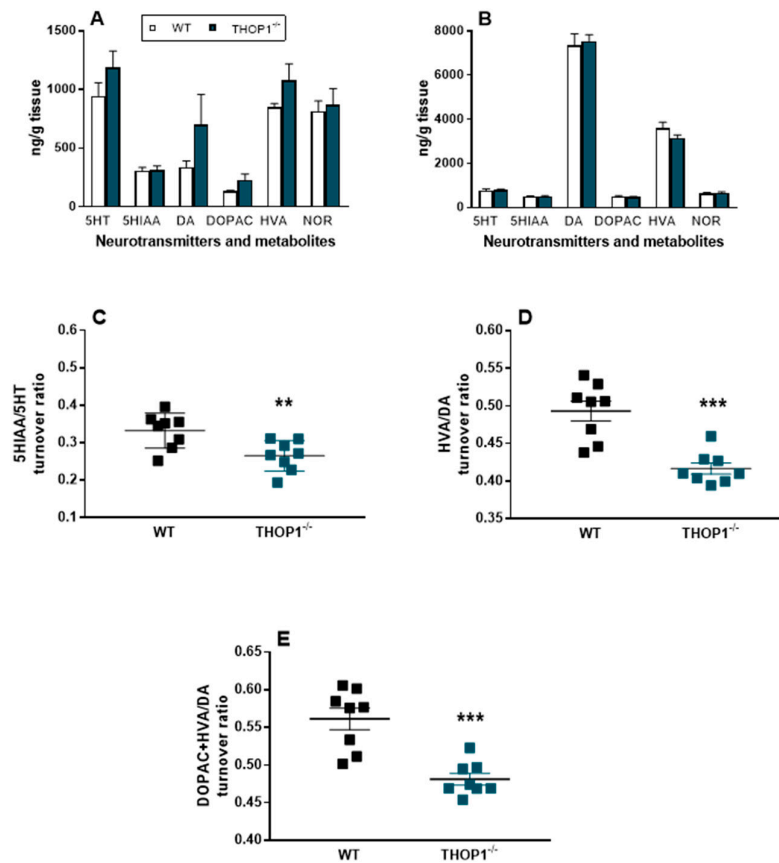 A
WT
THOP1-/-
ng/g tissue
1500
1000
500
0
5HT 5HIAA DA DOPAC HVA NOR
Neurotransmitters and metabolites
B
ng/g tissue
8000
6000
4000
2000
0
5HT 5HIAA DA DOPAC HVA NOR
Neurotransmitters and metabolites
C
5HIAA/5HT
turnover ratio
0.6
0.5
0.4
0.3
0.2
0.1
**
WT THOP1-/-
D
HVA/DA
turnover ratio
0.60
0.55
0.50
0.45
0.40
0.35
***
WT THOP1-/-
E
DOPAC+HVA/DA
turnover ratio
0.65
0.60
0.55
0.50
0.45
0.40
***
WT THOP1-/-